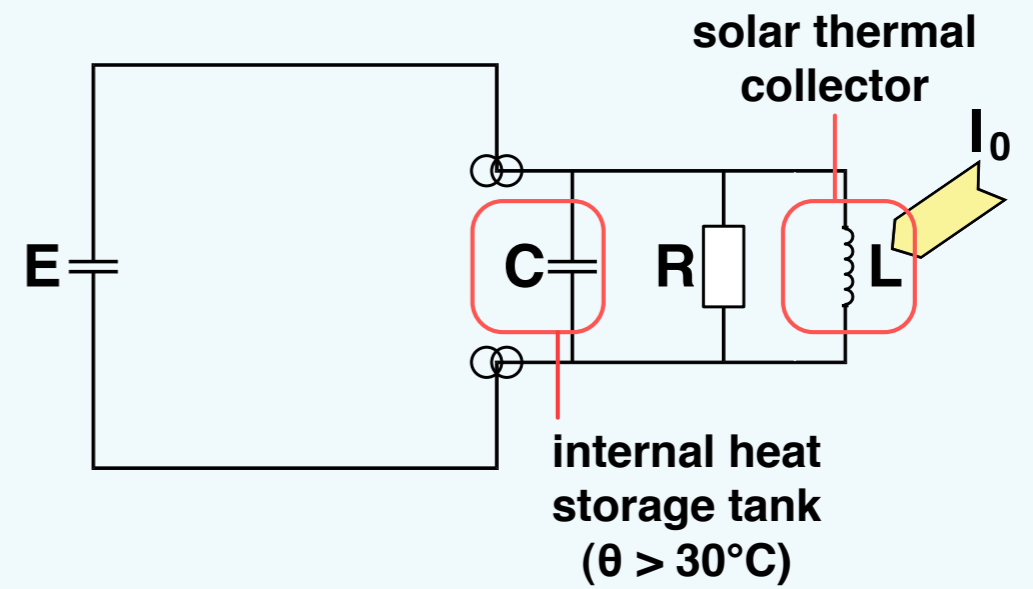 solar thermal
collector
I0
E
C
R
L
internal heat
storage tank
(θ > 30°C)